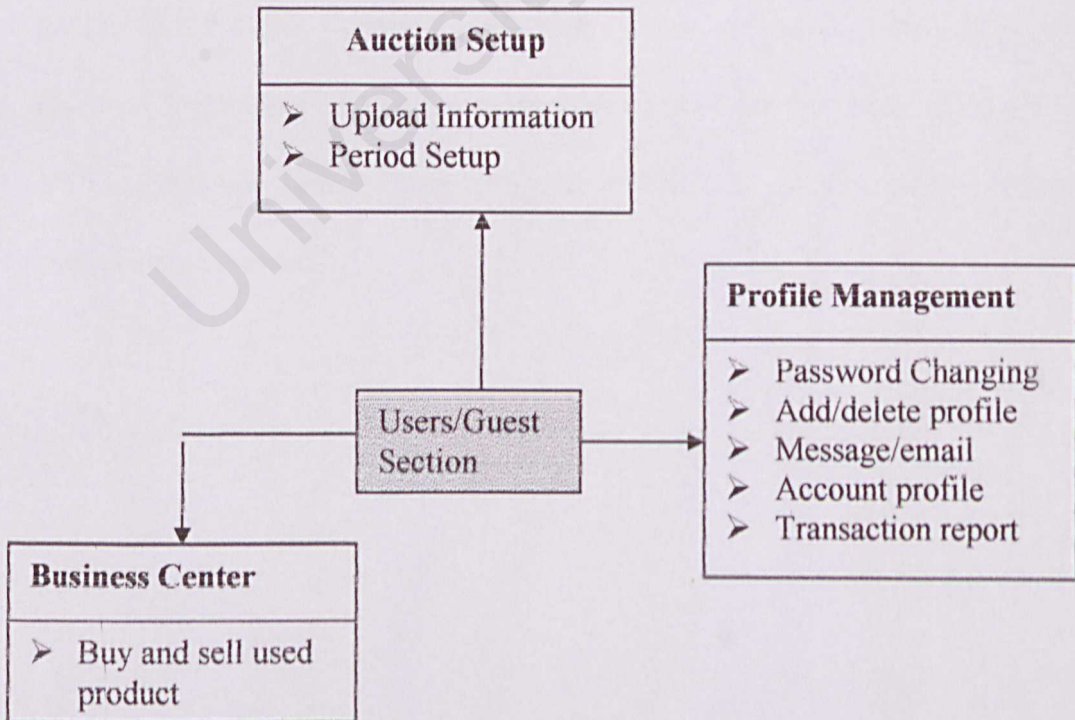 Auction Setup
➢ Upload Information
➢ Period Setup
Profile Management
➢ Password Changing
➢ Add/delete profile
➢ Message/email
➢ Account profile
➢ Transaction report
Users/Guest
Section
Business Center
➢ Buy and sell used
product